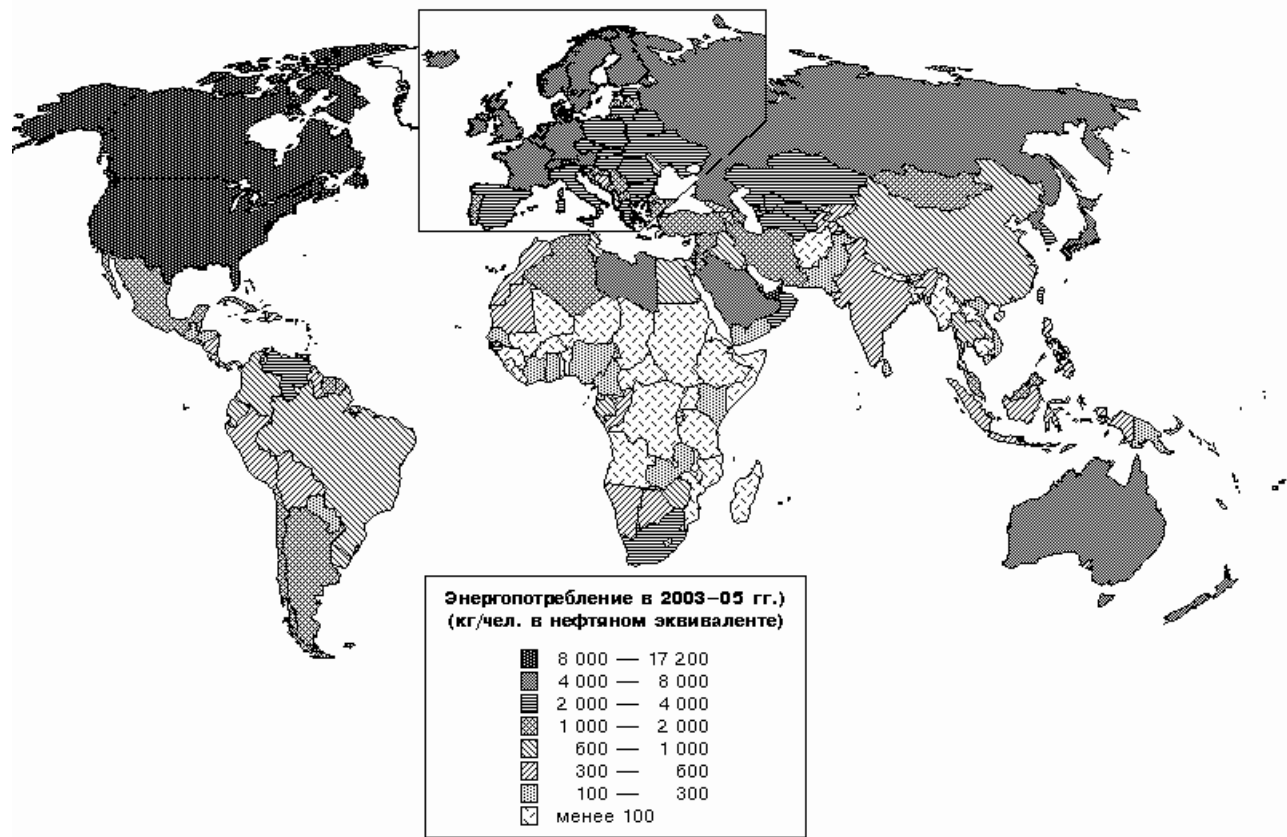 Энергопотребление в 2003–05 гг.)
(кг/чел. в нефтяном эквиваленте)
8 000 — 17 200
4 000 — 8 000
2 000 — 4 000
1 000 — 2 000
600 — 1 000
300 — 600
100 — 300
менее 100